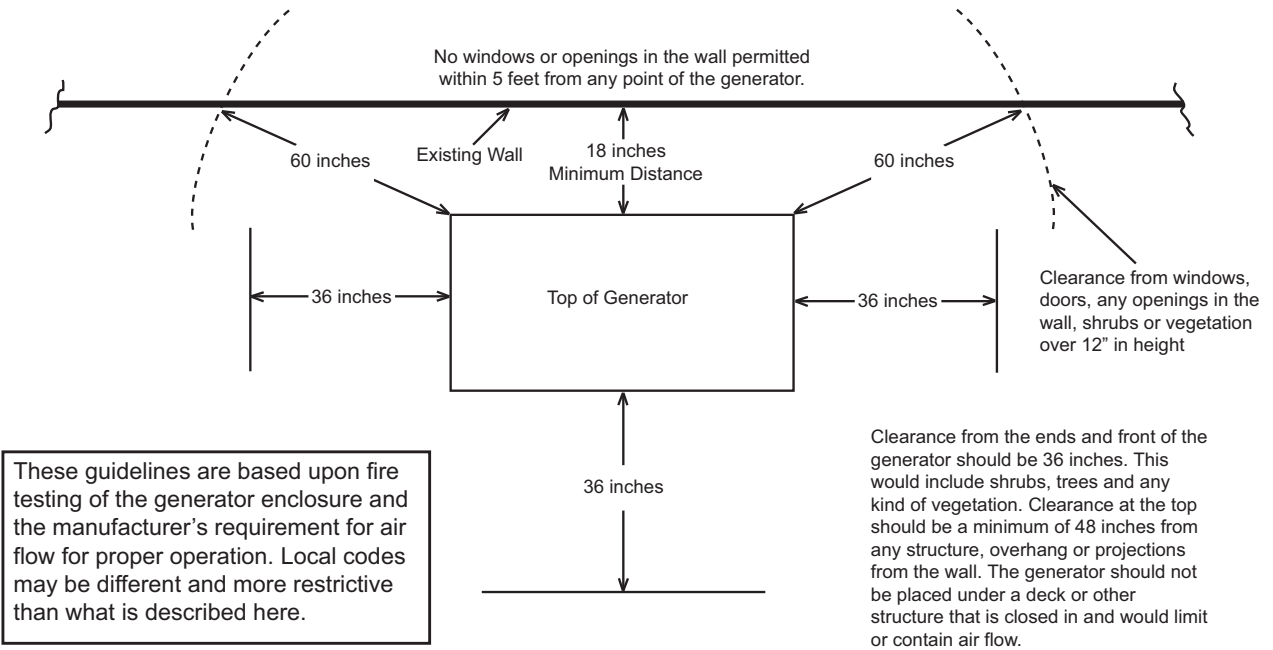 No windows or openings in the wall permitted
within 5 feet from any point of the generator.
60 inches
Existing Wall
18 inches
Minimum Distance
60 inches
36 inches
Top of Generator
36 inches
Clearance from windows,
doors, any openings in the
wall, shrubs or vegetation
over 12” in height
36 inches
These guidelines are based upon fire
testing of the generator enclosure and
the manufacturer’s requirement for air
flow for proper operation. Local codes
may be different and more restrictive
than what is described here.
Clearance from the ends and front of the
generator should be 36 inches. This
would include shrubs, trees and any
kind of vegetation. Clearance at the top
should be a minimum of 48 inches from
any structure, overhang or projections
from the wall. The generator should not
be placed under a deck or other
structure that is closed in and would limit
or contain air flow.